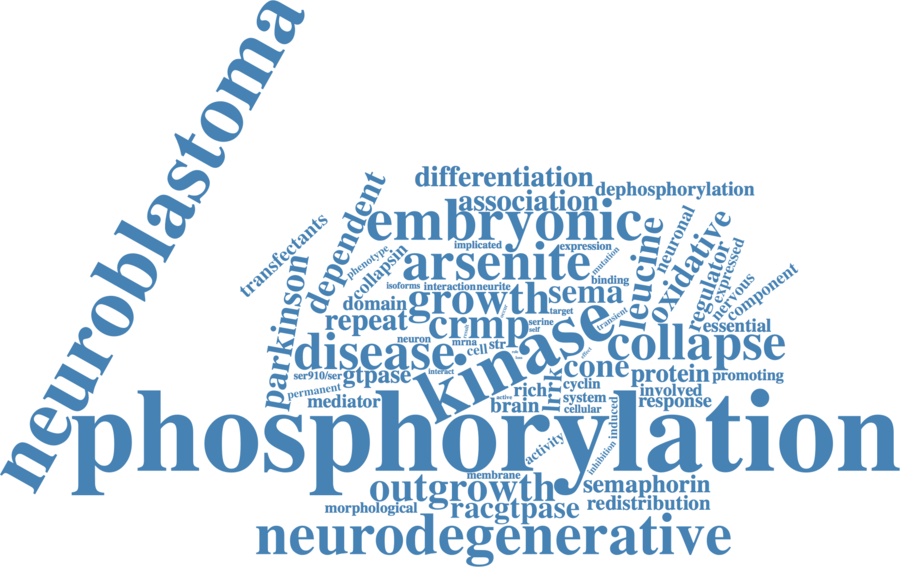 neuroblastoma
differentiation
dephosphorylation
association
embryonic
dependent
transfectants
phenotype
collapsin
implicated
expression
mutation
arsenite
leucine
neuronal
oxidative
regulator
expressed
nervous
component
isoforms
interaction
neurite
binding
domain
growth
sema
target
transient
repeat
crmp
serine
self
essential
parkinson
disease
neuron
mrna
cell
str
kinase
collapse
effect
interact
ser910/ser
gtpase
cone
protein
promoting
permanent
mediator
rich
lrrk
cyclin
involved
active
brain
system
response
cellular
induced
phosphorylation
activity
inhibition
membrane
outgrowth
semaphorin
morphological
racgtpase
redistribution
neurodegenerative